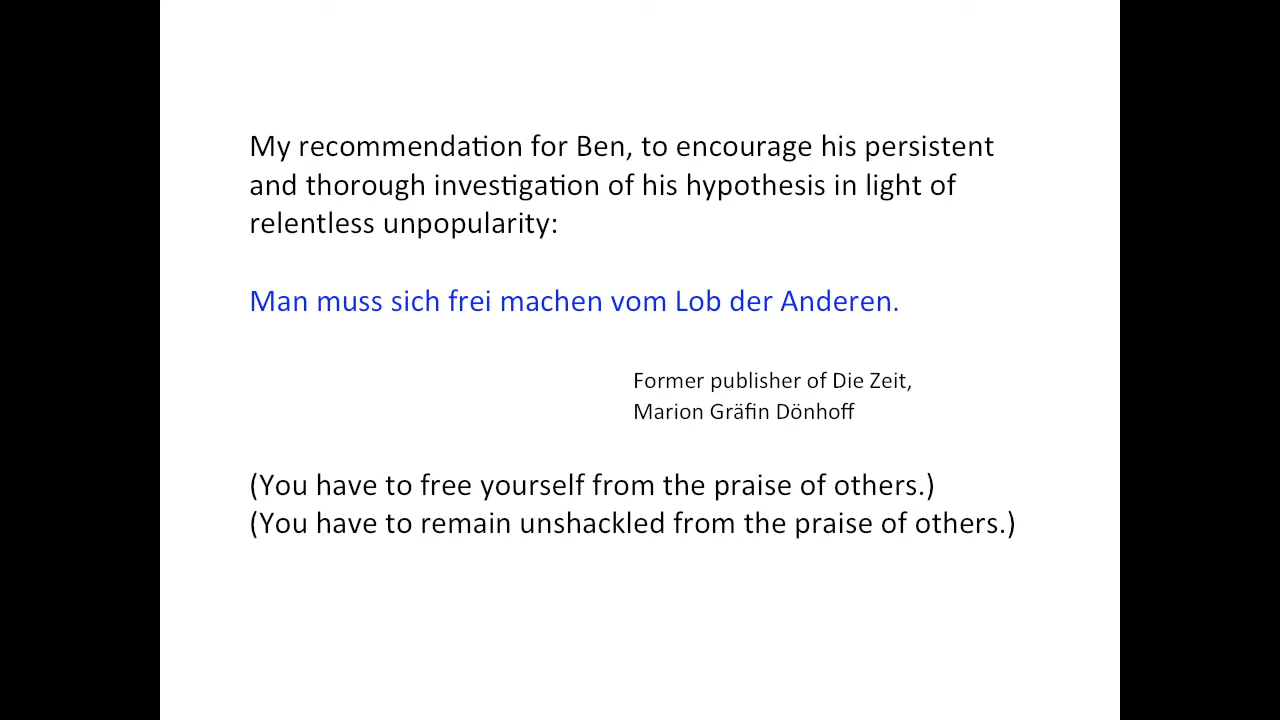 My recommendation for Ben, to encourage his persistent
and thorough investigation of his hypothesis in light of
relentless unpopularity:
Man muss sich frei machen vom Lob der Anderen.
Former publisher of Die Zeit,
Marion Gräfin Dönhoff
(You have to free yourself from the praise of others.)
(You have to remain unshackled from the praise of others.)